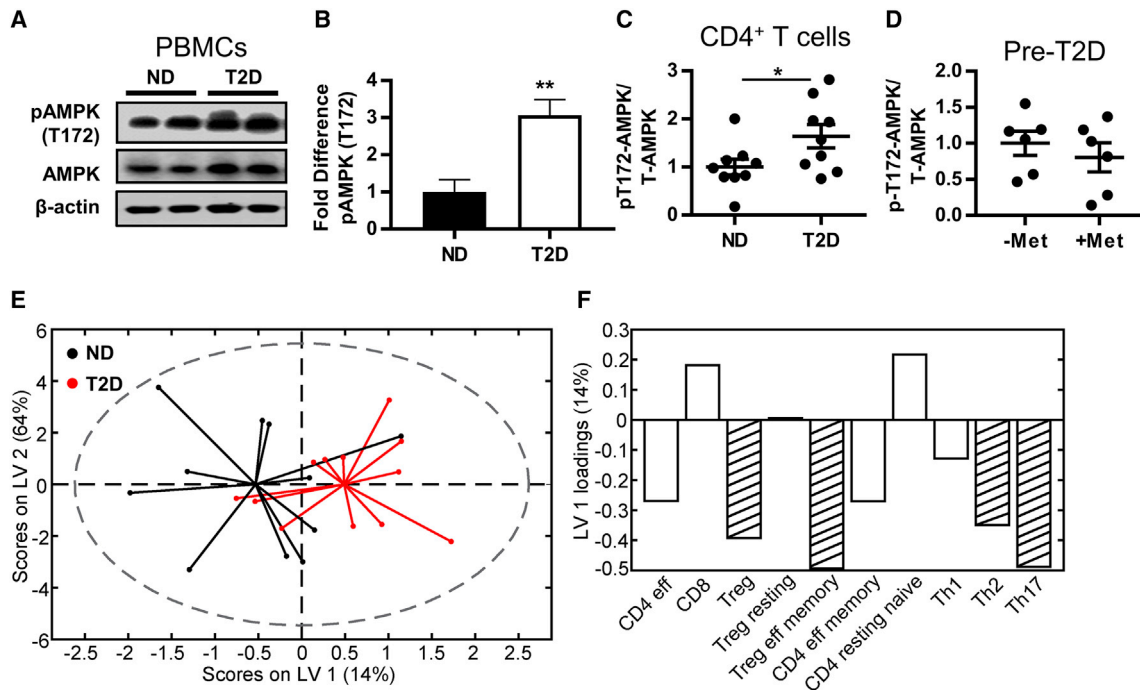 A
PBMCs
ND T2D
pAMPK
(T172)
AMPK
β-actin
B
Fold Difference
pAMPK (T172)
4
3
2
1
0
**
ND T2D
C
CD4+ T cells
pT172-AMPK/
T-AMPK
3
2
1
0
*
ND T2D
D
Pre-T2D
p-T172-AMPK/
T-AMPK
2.0
1.5
1.0
0.5
0.0
-Met +Met
E
ND
T2D
Scores on LV 2 (64%)
6
4
2
0
-2
-4
-6
-2.5 -2 -1.5 -1 -0.5 0 0.5 1 1.5 2 2.5
Scores on LV 1 (14%)
F
LV 1 loadings (14%)
0.3
0.2
0.1
0
-0.1
-0.2
-0.3
-0.4
-0.5
CD4 eff
CD8
Treg
Treg resting
Treg eff memory
CD4 eff memory
CD4 resting naive
Th1
Th2
Th17